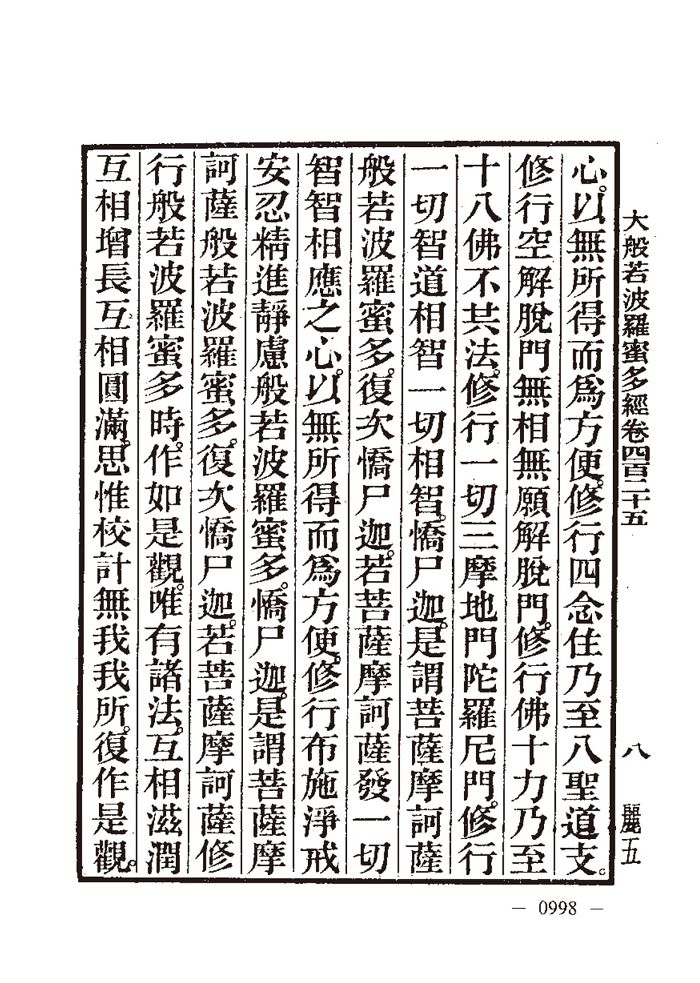 大般若波羅蜜多經卷四百二十五
八
麗五
心。以無所得而爲方便。修行四念住乃至八聖道支。
修行空解脫門無相無願解脫門。修行佛十力乃至
十八佛不共法。修行一切三摩地門陀羅尼門。修行
一切智道相智一切相智。憍尸迦。是謂菩薩摩訶薩
般若波羅蜜多。復次憍尸迦。若菩薩摩訶薩發一切
智智相應之心。以無所得而爲方便。修行布施淨戒
安忍精進靜慮般若波羅蜜多。憍尸迦。是謂菩薩摩
訶薩般若波羅蜜多。復次憍尸迦。若菩薩摩訶薩修
行般若波羅蜜多時。作如是觀。唯有諸法。互相滋潤
互相增長互相圓滿。思惟校計無我我所。復作是觀。
— 0998 —